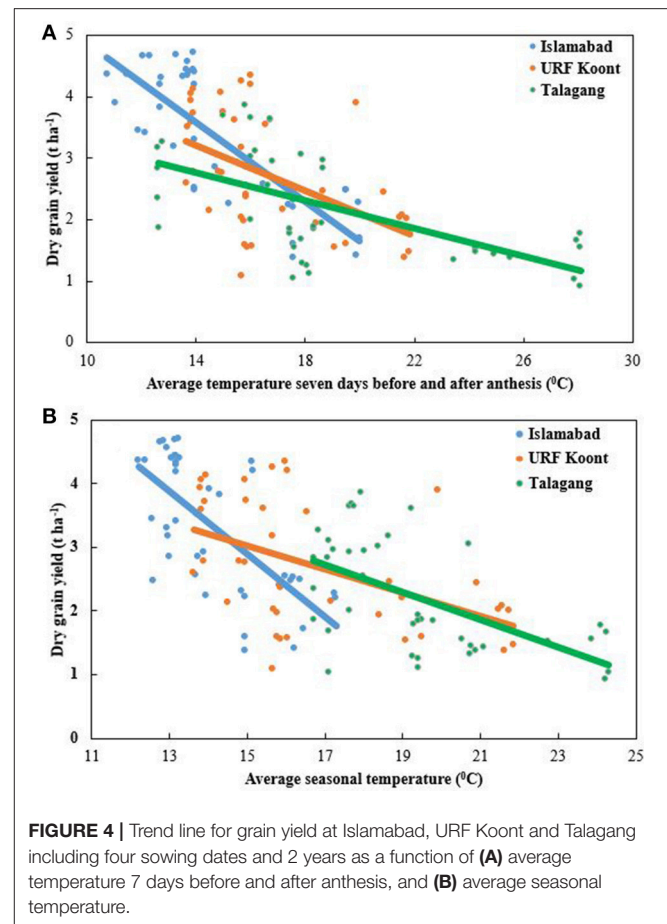 A
5
4
3
2
1
0
Dry grain yield (t ha⁻¹)
Islamabad
URF Koont
Talagang
10 14 18 22 26 30
Average temperature seven days before and after anthesis (⁰C)
B
5
4
3
2
1
0
Dry grain yield (t ha⁻¹)
Islamabad
URF Koont
Talagang
11 13 15 17 19 21 23 25
Average seasonal temperature (⁰C)
FIGURE 4 | Trend line for grain yield at Islamabad, URF Koont and Talagang
including four sowing dates and 2 years as a function of (A) average
temperature 7 days before and after anthesis, and (B) average seasonal
temperature.